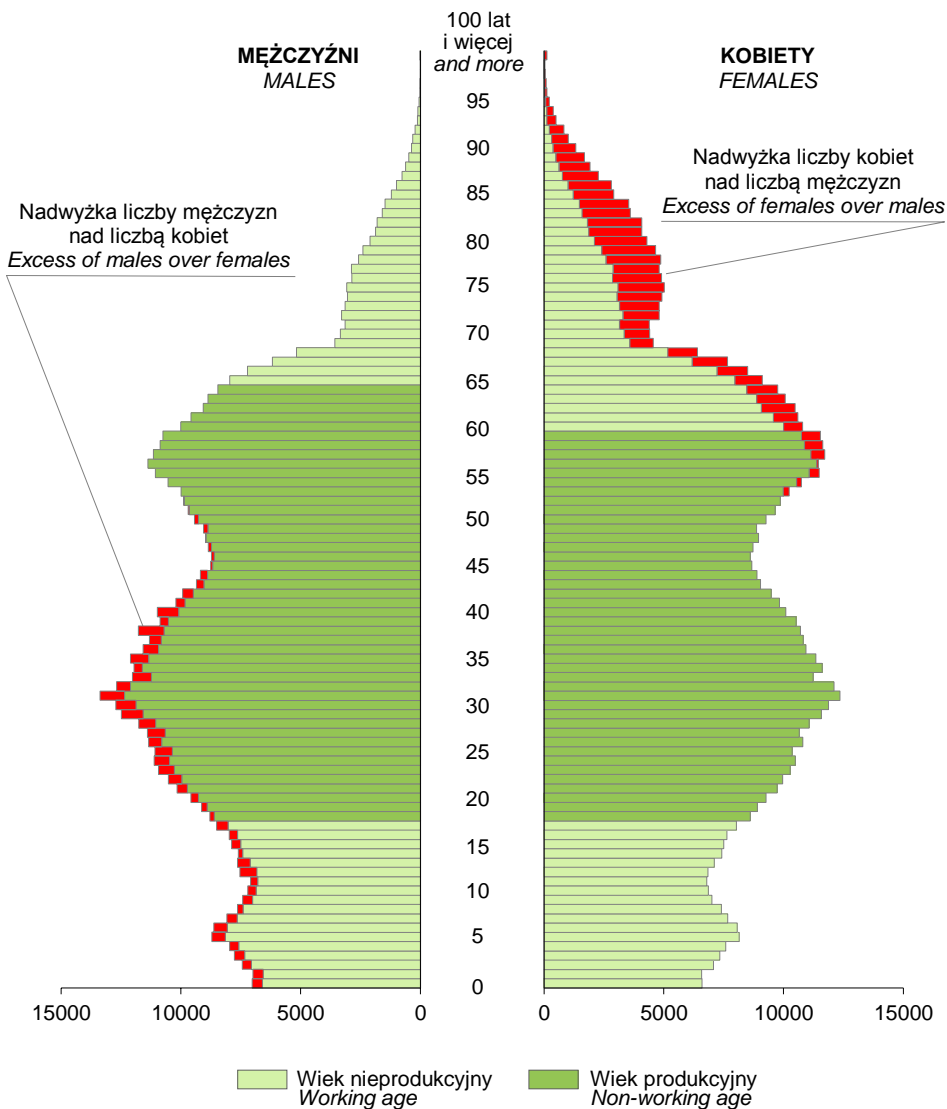 100 lat
i więcej
and more
MĘŻCZYŹNI
MALES
KOBIETY
FEMALES
Nadwyżka liczby mężczyzn
nad liczbą kobiet
Excess of males over females
Nadwyżka liczby kobiet
nad liczbą mężczyzn
Excess of females over males
95
90
85
80
75
70
65
60
55
50
45
40
35
30
25
20
15
10
5
0
15000 10000 5000 0
0 5000 10000 15000
Wiek nieprodukcyjny
Working age
Wiek produkcyjny
Non-working age